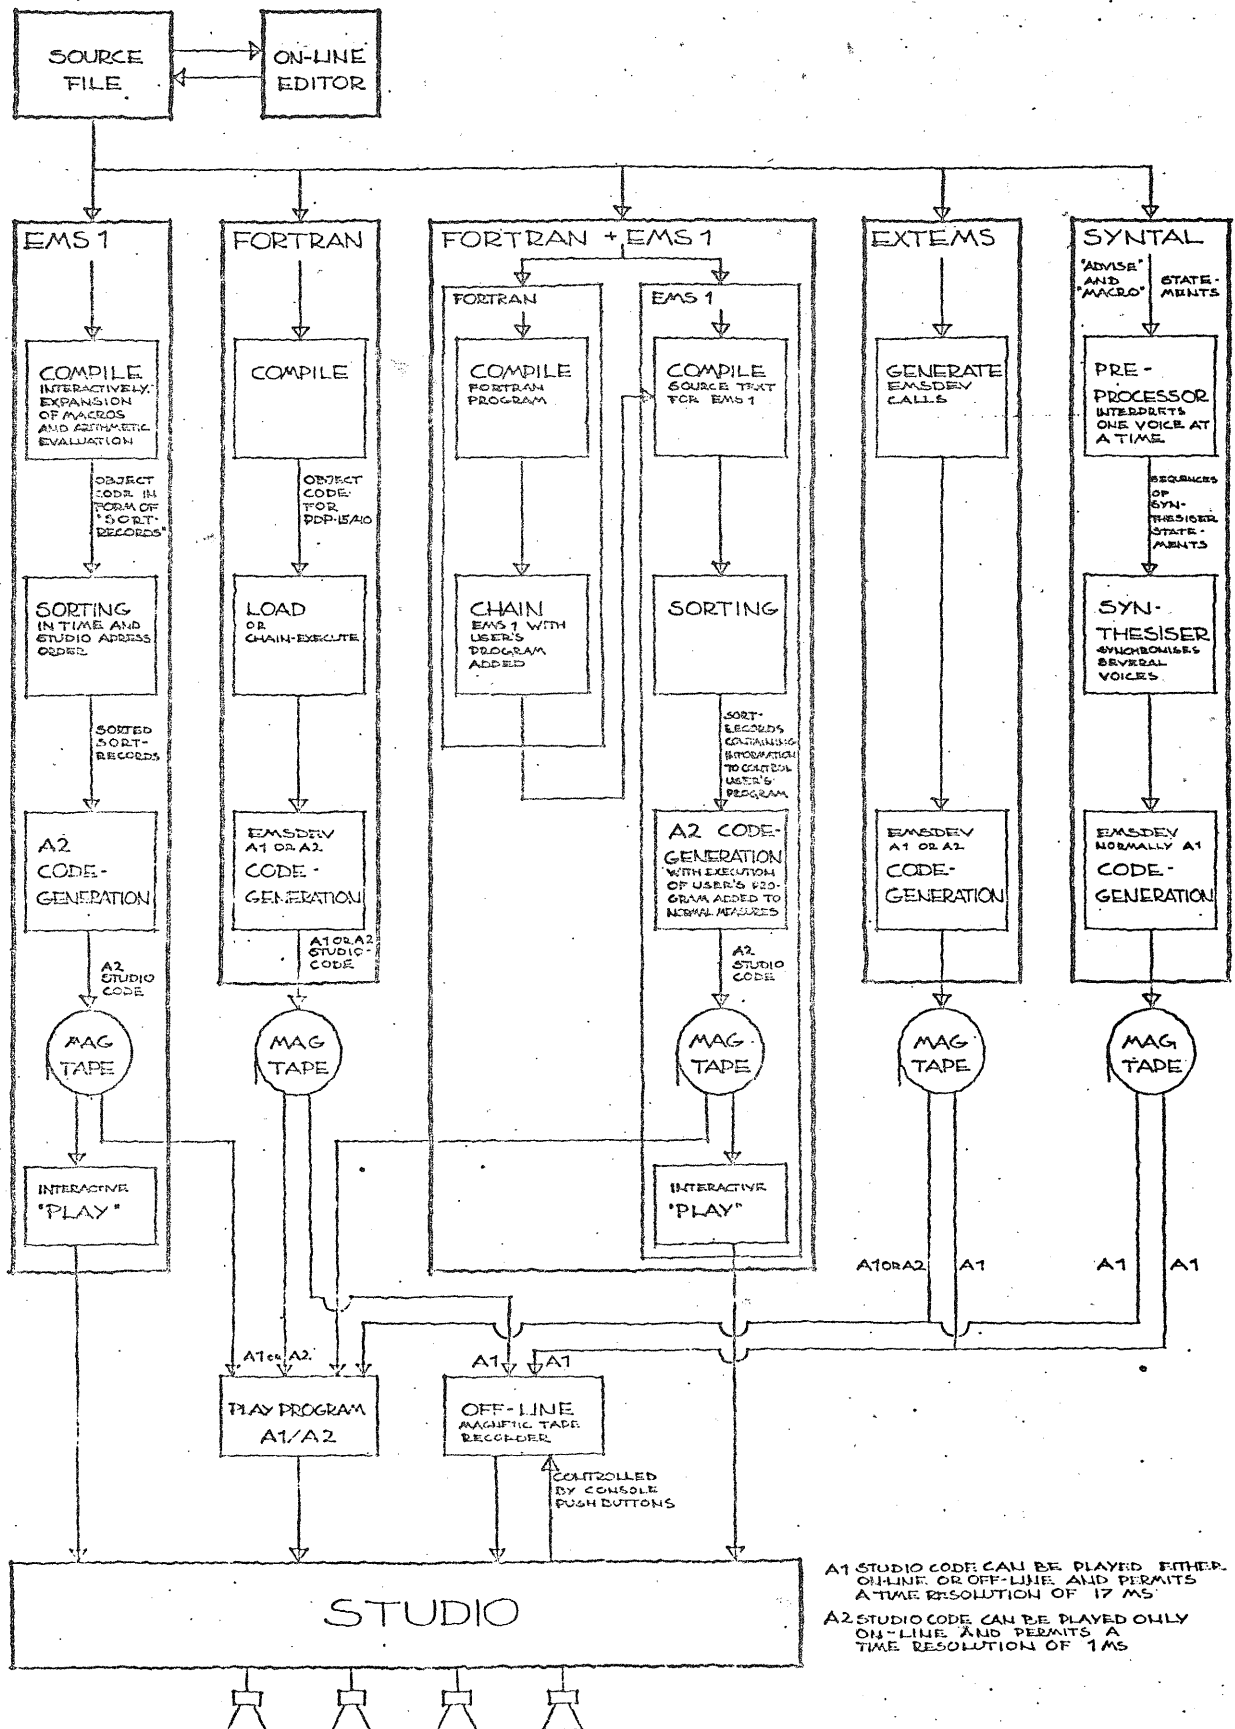 SOURCE
FILE
ON-LINE
EDITOR
EMS 1
COMPILE
INTERACTIVELY.
EXPANSION
OF MACROS
AND ARITHMETIC
EVALUATION
OBJECT
CODE IN
FORM OF
"SORT-
RECORDS"
SORTING
IN TIME AND
STUDIO ADRESS
ORDER
SORTED
SORT-
RECORDS
A2
CODE-
GENERATION
A2
STUDIO
CODE
MAG
TAPE
INTERACTIVE
"PLAY"
FORTRAN
COMPILE
OBJECT
CODE
FOR
PDP-15/40
LOAD
OR
CHAIN-EXECUTE
EMSDEV
A1 OR A2
CODE-
GENERATION
A1 OR A2
STUDIO-
CODE
MAG
TAPE
FORTRAN + EMS 1
FORTRAN
COMPILE
FORTRAN
PROGRAM
CHAIN
EMS 1 WITH
USER'S
PROGRAM
ADDED
EMS 1
COMPILE
SOURCE TEXT
FOR EMS 1
SORTING
SORT-
RECORDS
CONTAINING
INFORMATION
TO CONTROL
USER'S
PROGRAM
A2 CODE-
GENERATION
WITH EXECUTION
OF USER'S PRO-
GRAM ADDED TO
NORMAL MEASURES
A2
STUDIO
CODE
MAG
TAPE
INTERACTIVE
"PLAY"
EXTEMS
GENERATE
EMSDEV
CALLS
EMSDEV
A1 OR A2
CODE-
GENERATION
MAG
TAPE
A1 OR A2
A1
SYNTAL
"ADVISE"
AND
"MACRO"
STATE-
MENTS
PRE-
PROCESSOR
INTERPRETS
ONE VOICE AT
A TIME
SEQUENCES
OF
SYN-
THESISER
STATE-
MENTS
SYN-
THESISER
SYNCHRONISES
SEVERAL
VOICES
EMSDEV
NORMALLY A1
CODE-
GENERATION
MAG
TAPE
A1
A1
A1 OR A2
PLAY PROGRAM
A1/A2
A1
A1
OFF-LINE
MAGNETIC TAPE
RECORDER
CONTROLLED
BY CONSOLE
PUSH BUTTONS
STUDIO
A1 STUDIO CODE CAN BE PLAYED EITHER
ON-LINE OR OFF-LINE AND PERMITS
A TIME RESOLUTION OF 17 MS
A2 STUDIO CODE CAN BE PLAYED ONLY
ON-LINE AND PERMITS A
TIME RESOLUTION OF 1 MS